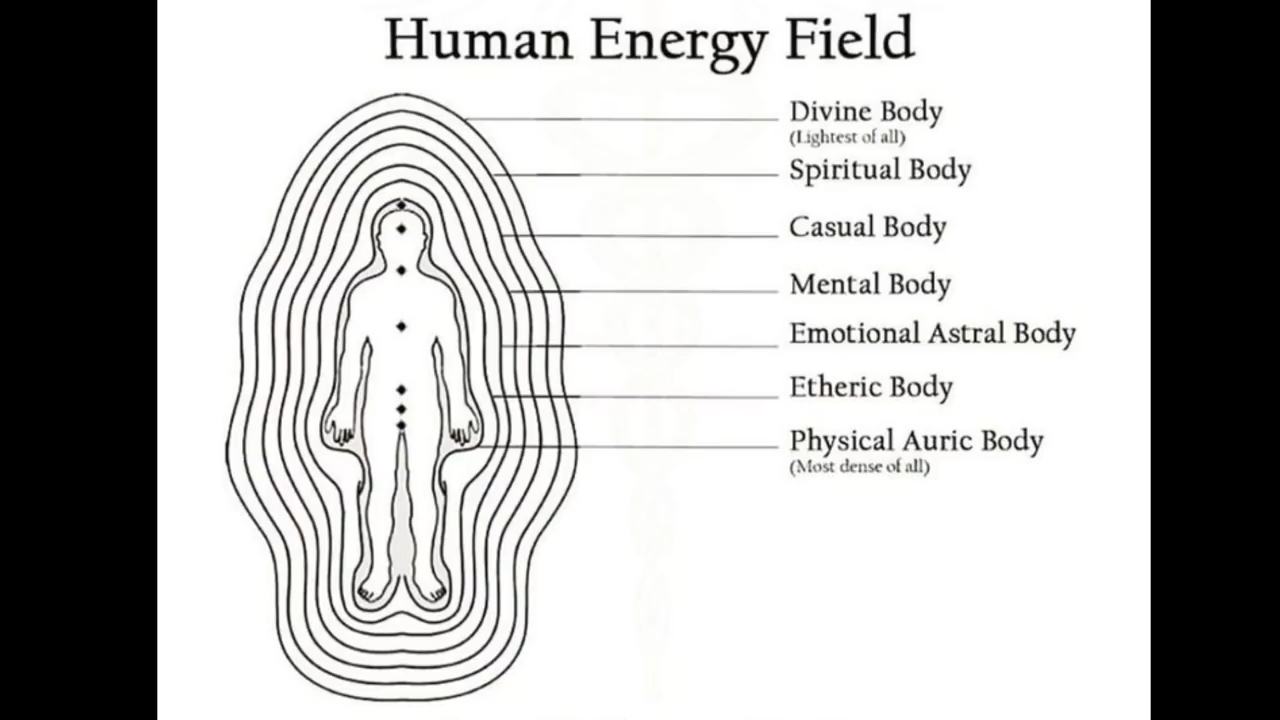 Human Energy Field
Divine Body
(Lightest of all)
Spiritual Body
Casual Body
Mental Body
Emotional Astral Body
Etheric Body
Physical Auric Body
(Most dense of all)